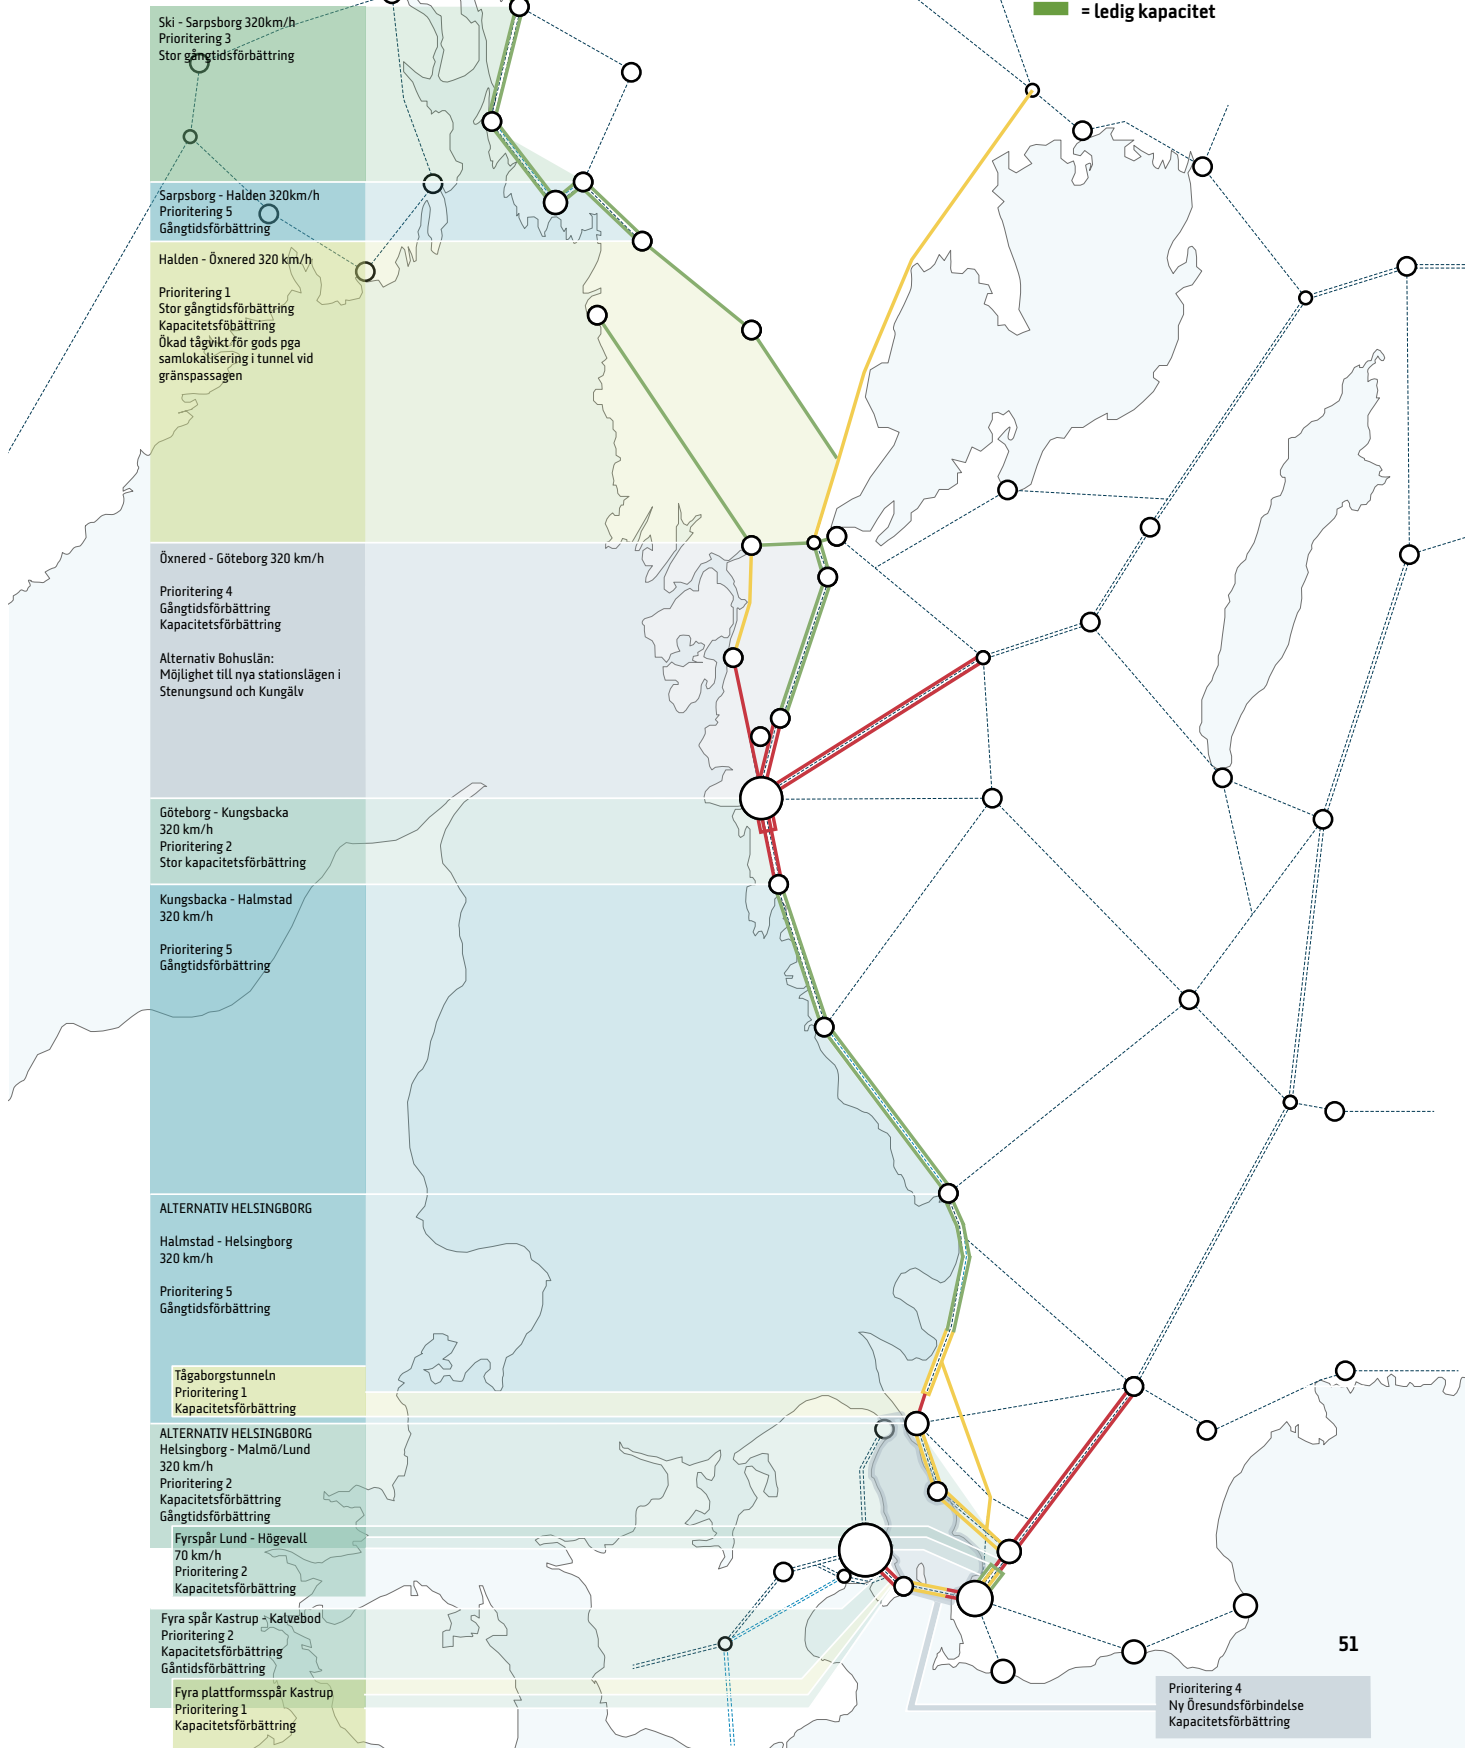 = ledig kapacitet
Ski - Sarpsborg 320km/h
Prioritering 3
Stor gångtidsförbättring
Sarpsborg - Halden 320km/h
Prioritering 5
Gångtidsförbättring
Halden - Öxnered 320 km/h
Prioritering 1
Stor gångtidsförbättring
Kapacitetsföbättring
Ökad tågvikt för gods pga
samlokalisering i tunnel vid
gränspassagen
Öxnered - Göteborg 320 km/h
Prioritering 4
Gångtidsförbättring
Kapacitetsförbättring
Alternativ Bohuslän:
Möjlighet till nya stationslägen i
Stenungsund och Kungälv
Göteborg - Kungsbacka
320 km/h
Prioritering 2
Stor kapacitetsförbättring
Kungsbacka - Halmstad
320 km/h
Prioritering 5
Gångtidsförbättring
ALTERNATIV HELSINGBORG
Halmstad - Helsingborg
320 km/h
Prioritering 5
Gångtidsförbättring
Tågaborgstunneln
Prioritering 1
Kapacitetsförbättring
ALTERNATIV HELSINGBORG
Helsingborg - Malmö/Lund
320 km/h
Prioritering 2
Kapacitetsförbättring
Gångtidsförbättring
Fyrspår Lund - Högevall
70 km/h
Prioritering 2
Kapacitetsförbättring
Fyra spår Kastrup - Kalvebod
Prioritering 2
Kapacitetsförbättring
Gåntidsförbättring
Fyra plattformsspår Kastrup
Prioritering 1
Kapacitetsförbättring
51
Prioritering 4
Ny Öresundsförbindelse
Kapacitetsförbättring